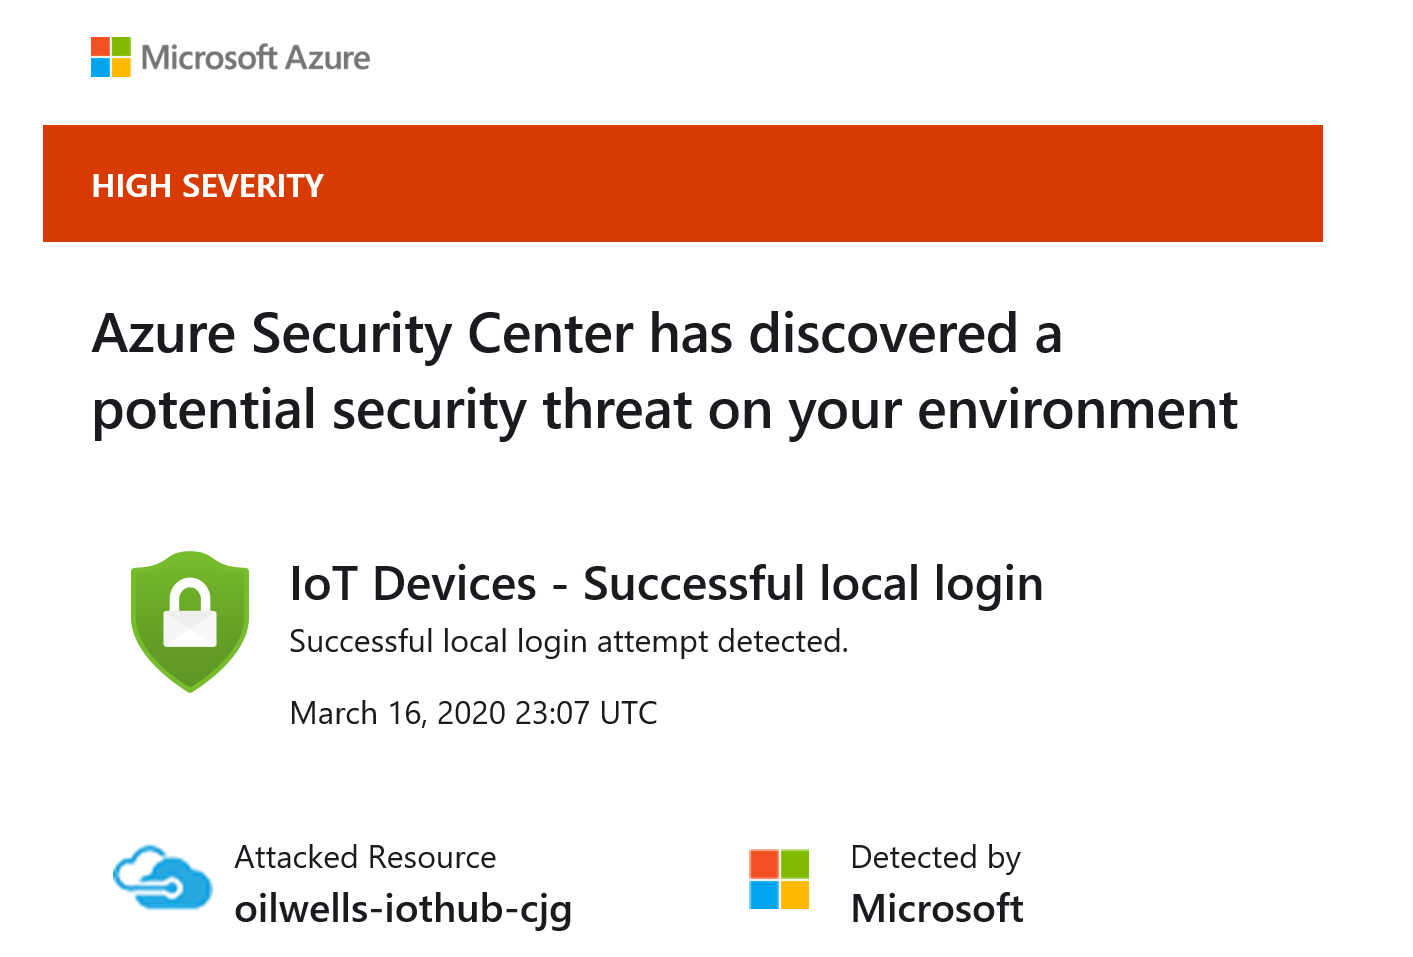 Microsoft Azure
HIGH SEVERITY
Azure Security Center has discovered a
potential security threat on your environment
IoT Devices - Successful local login
Successful local login attempt detected.
March 16, 2020 23:07 UTC
Attacked Resource
oilwells-iothub-cjg
Detected by
Microsoft